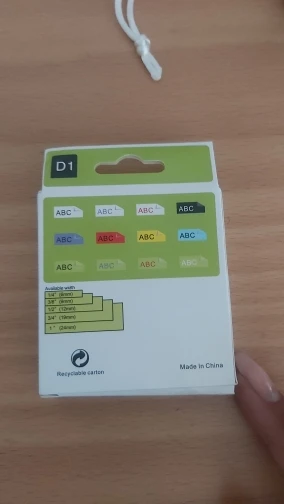 D1
ABC ABC ABC ABC
ABC ABC ABC ABC
ABC ABC ABC ABC
Available width
1/4" (6mm)
3/8" (9mm)
1/2" (12mm)
3/4" (19mm)
1" (24mm)
Recyclable carton
Made in China